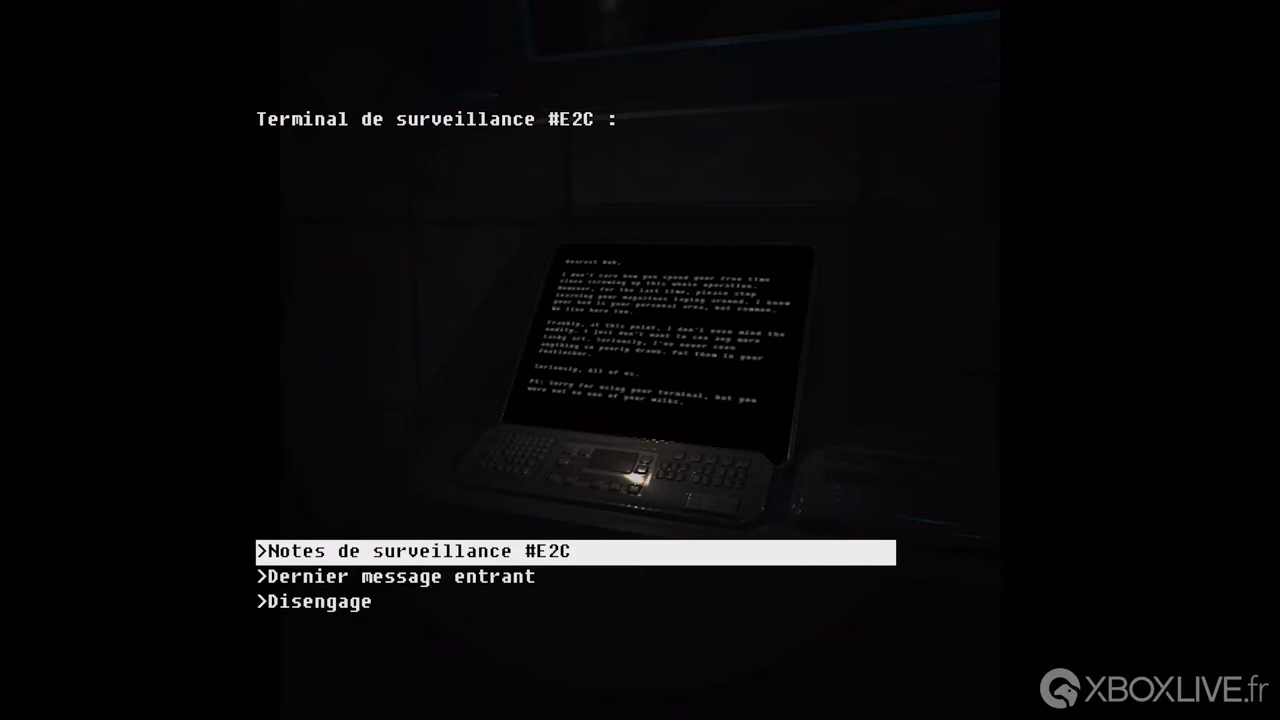 Terminal de surveillance #E2C :
Dearest Bob,
I don't care how you spend your free time
since screwing up this whole operation.
However, for the last time, please stop
leaving your magazines laying around. I know
your bed is your personal area, not common.
We live here too.
Frankly, at this point, I don't even mind the
nudity. I just don't want to see any more
tacky art. Seriously, I've never seen
anything so poorly drawn. Put them in your
footlocker.
Seriously, All of us.
PS: Sorry for using your terminal, but you
were out on one of your walks.
>Notes de surveillance #E2C
>Dernier message entrant
>Disengage
XBOXLIVE.fr